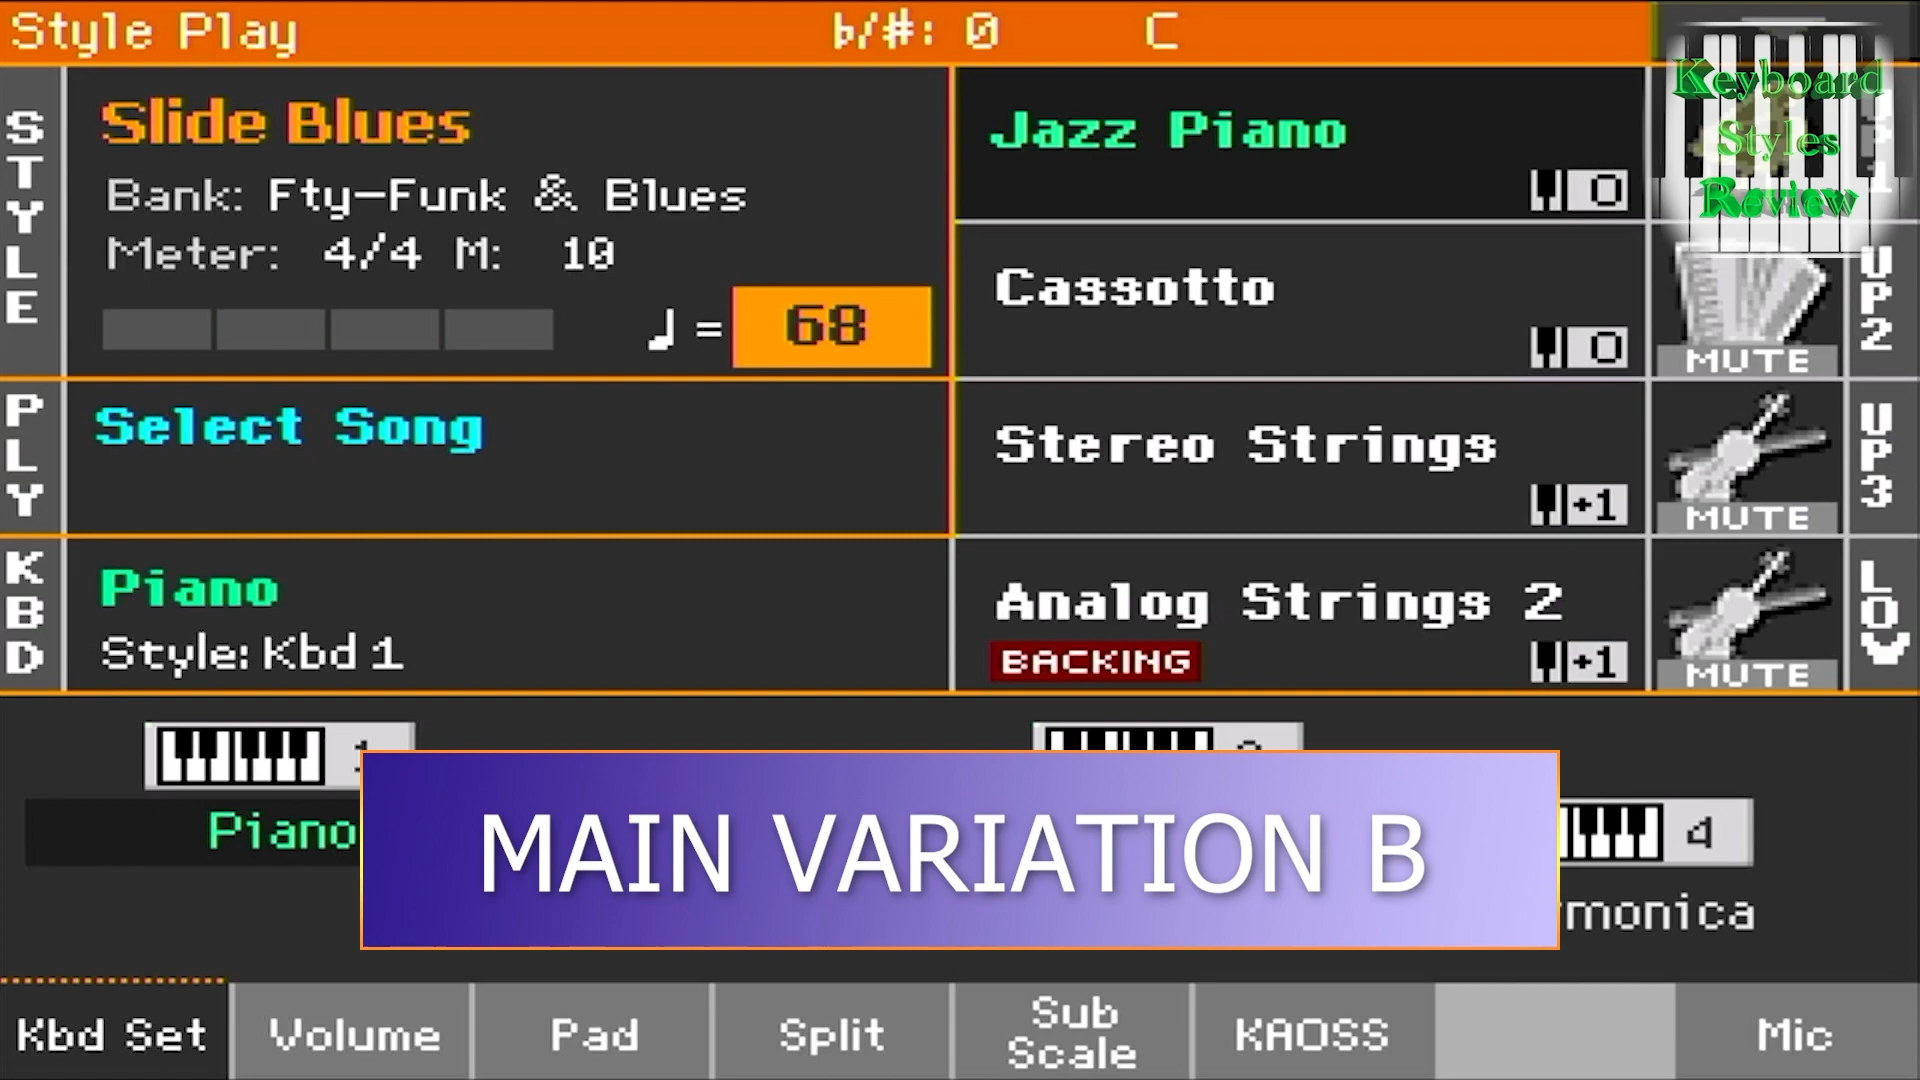 Style Play
b/#: 0
C
STYLE
Slide Blues
Bank: Fty-Funk & Blues
Meter: 4/4 M: 10
♩ = 68
PLY
Select Song
KBD
Piano
Style: Kbd 1
Jazz Piano
0
UP1
Cassotto
0
MUTE
UP2
Stereo Strings
+1
MUTE
UP3
Analog Strings 2
BACKING
+1
MUTE
LOW
Keyboard
Styles
Review
1
Piano
4
MAIN VARIATION B
Kbd Set
Volume
Pad
Split
Sub
Scale
KAOSS
Mic